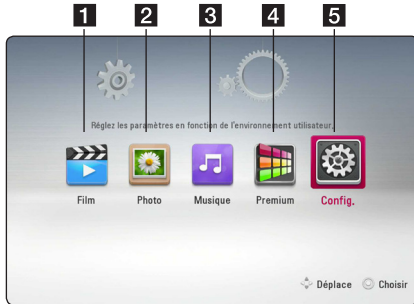 1 2 3 4 5
Réglez les paramètres en fonction de l'environnement utilisateur.
Film Photo Musique Premium Config.
Déplace Choisir